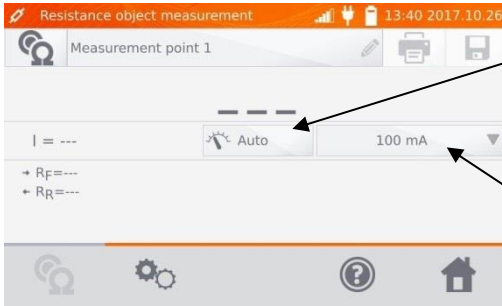 Resistance object measurement 13:40 2017.10.26
Measurement point 1
---
I = --- Auto 100 mA
→ RF=---
← RR=---